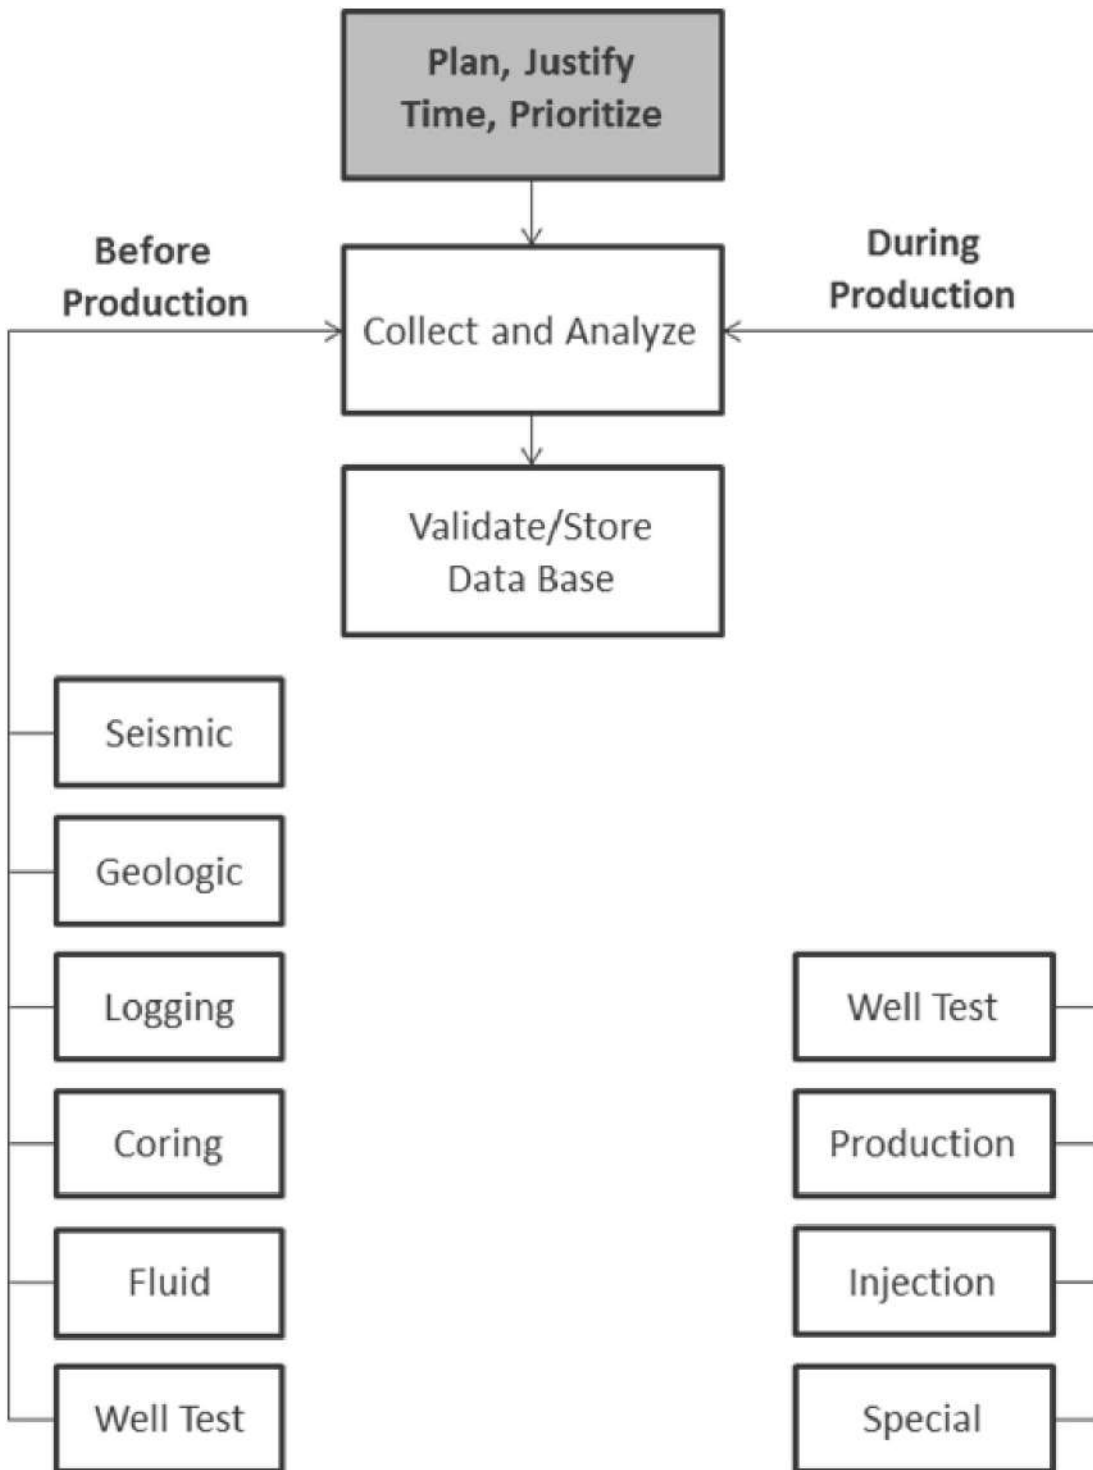 Plan, Justify
Time, Prioritize
Before
Production
During
Production
Collect and Analyze
Validate/Store
Data Base
Seismic
Geologic
Logging
Coring
Fluid
Well Test
Well Test
Production
Injection
Special